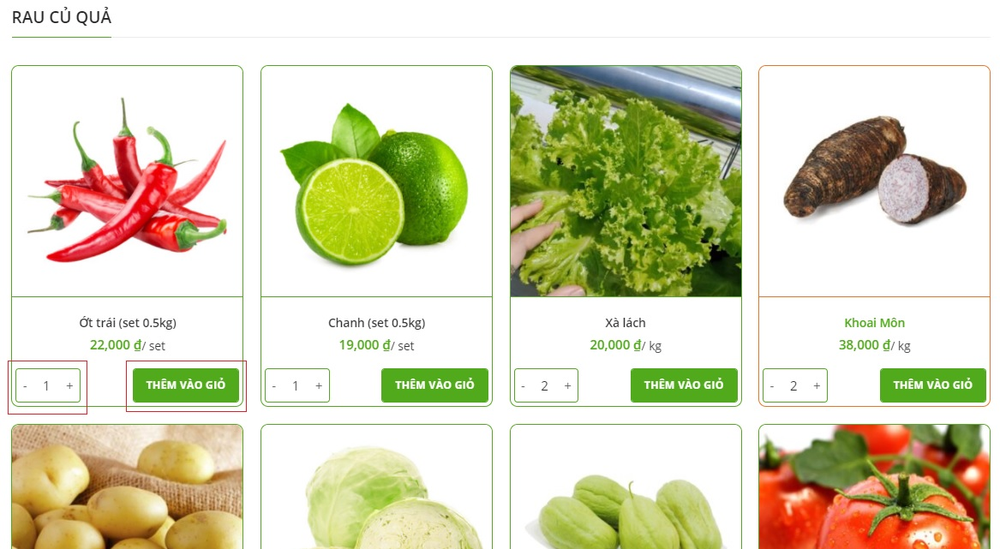 RAU CỦ QUẢ
Ớt trái (set 0.5kg)
22,000 ₫/ set
- 1 +
THÊM VÀO GIỎ
Chanh (set 0.5kg)
19,000 ₫/ set
- 1 +
THÊM VÀO GIỎ
Xà lách
20,000 ₫/ kg
- 2 +
THÊM VÀO GIỎ
Khoai Môn
38,000 ₫/ kg
- 2 +
THÊM VÀO GIỎ